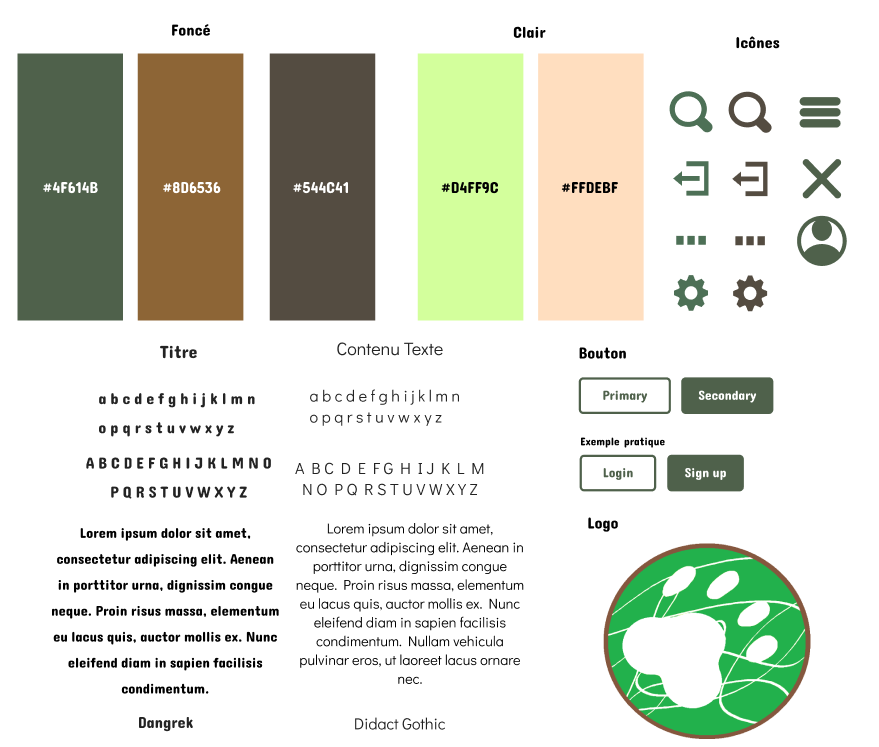 Foncé
Clair
Icônes
#4F614B
#8D6536
#544C41
#D4FF9C
#FFDEBF
Titre
a b c d e f g h i j k l m n
o p q r s t u v w x y z
A B C D E F G H I J K L M N O
P Q R S T U V W X Y Z
Lorem ipsum dolor sit amet,
consectetur adipiscing elit. Aenean
in porttitor urna, dignissim congue
neque. Proin risus massa, elementum
eu lacus quis, auctor mollis ex. Nunc
eleifend diam in sapien facilisis
condimentum.
Dangrek
Contenu Texte
a b c d e f g h i j k l m n
o p q r s t u v w x y z
A B C D E F G H I J K L M
N O P Q R S T U V W X Y Z
Lorem ipsum dolor sit amet,
consectetur adipiscing elit. Aenean in
porttitor urna, dignissim congue
neque. Proin risus massa, elementum
eu lacus quis, auctor mollis ex. Nunc
eleifend diam in sapien facilisis
condimentum. Nullam vehicula
pulvinar eros, ut laoreet lacus ornare
nec.
Didact Gothic
Bouton
Primary
Secondary
Exemple pratique
Login
Sign up
Logo